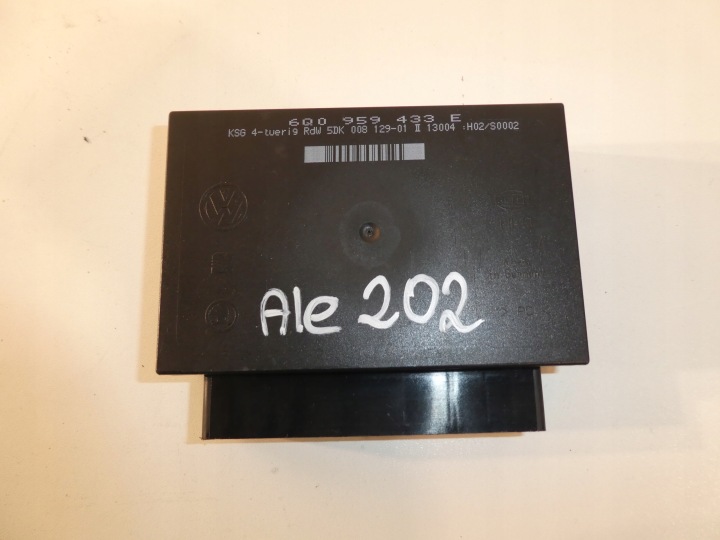 6Q0 959 433 E
KSG 4-tuerig RdW 5DK 008 129-01 II 13004 :H02/S0002
Ale 202